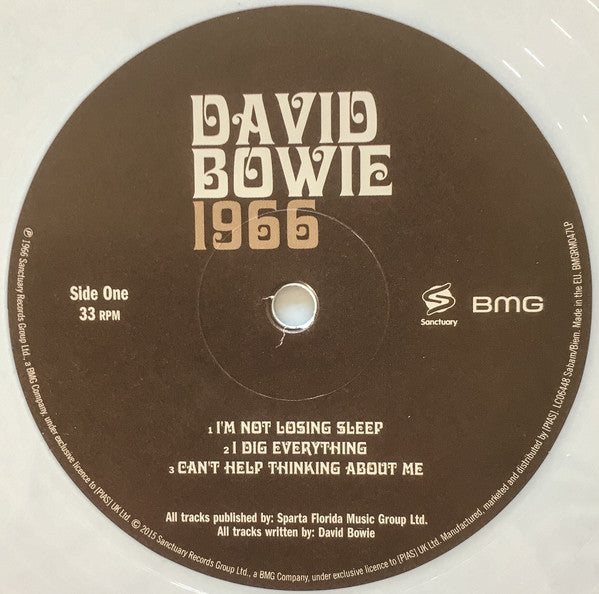 DAVID
BOWIE
1966
Side One
33 RPM
Sanctuary
BMG
1 I'M NOT LOSING SLEEP
2 I DIG EVERYTHING
3 CAN'T HELP THINKING ABOUT ME
All tracks published by: Sparta Florida Music Group Ltd.
All tracks written by: David Bowie
℗ 1966 Sanctuary Records Group Ltd., a BMG Company, under exclusive licence to [PIAS] UK Ltd. © 2015 Sanctuary Records Group Ltd., a BMG Company, under exclusive licence to [PIAS] UK Ltd. Manufactured, marketed and distributed by [PIAS]. LC06448 Sabam/Biem. Made in the EU. BMGRM047LP